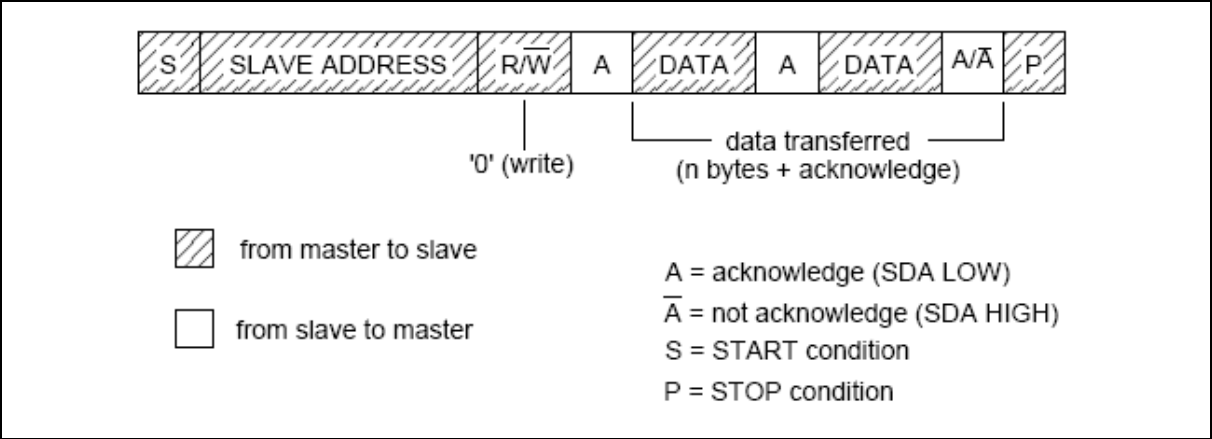 S SLAVE ADDRESS R/W̅ A DATA A DATA A/A̅ P
data transferred
'0' (write) (n bytes + acknowledge)
from master to slave
A = acknowledge (SDA LOW)
A̅ = not acknowledge (SDA HIGH)
from slave to master
S = START condition
P = STOP condition